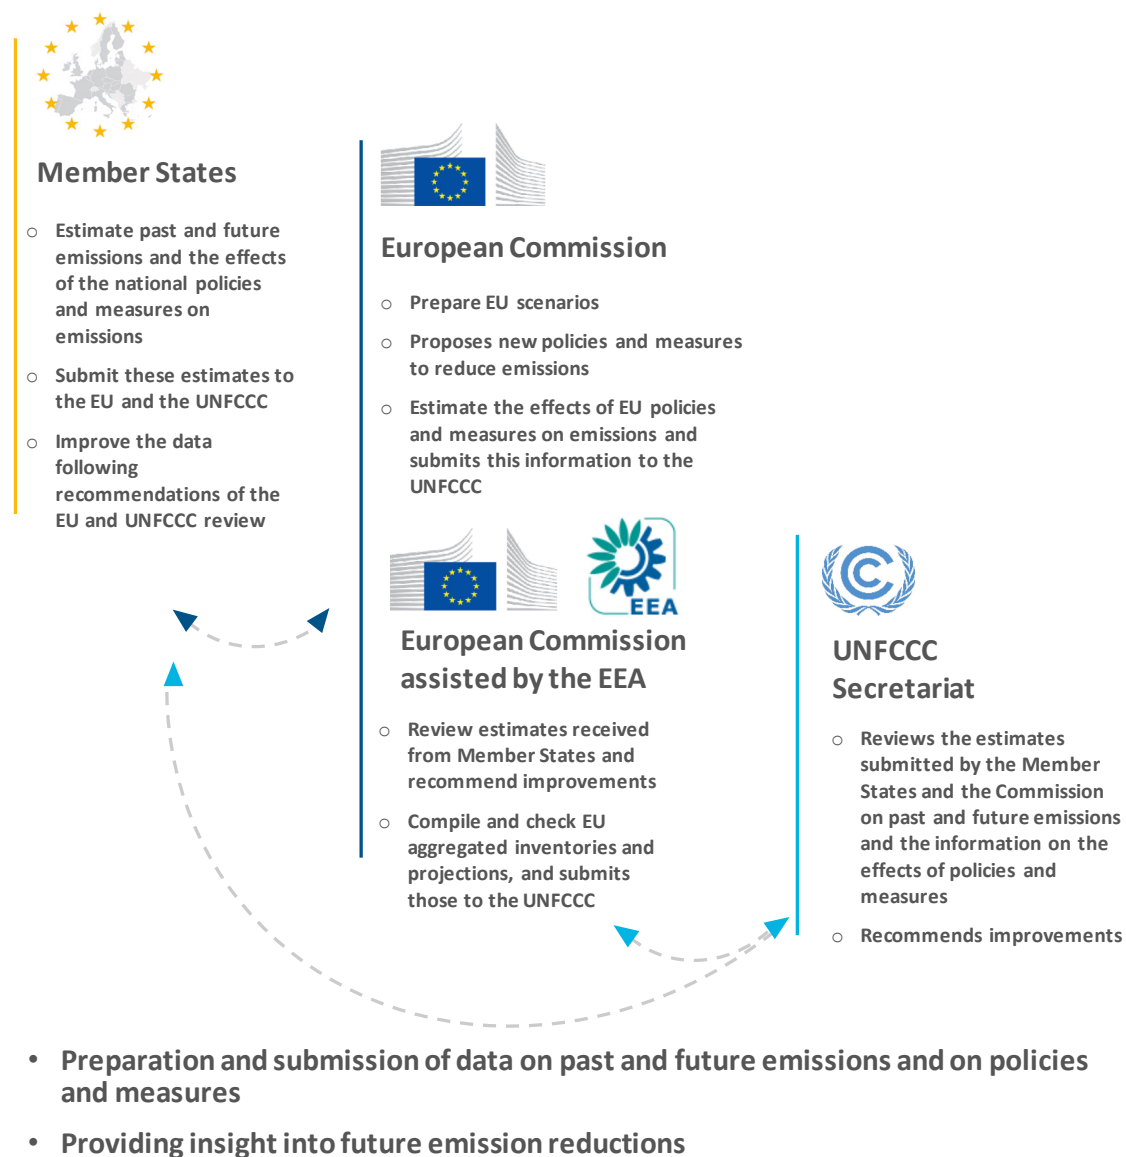 Member States
○ Estimate past and future
emissions and the effects
of the national policies
and measures on
emissions
○ Submit these estimates to
the EU and the UNFCCC
○ Improve the data
following
recommendations of the
EU and UNFCCC review
European Commission
○ Prepare EU scenarios
○ Proposes new policies and measures
to reduce emissions
○ Estimate the effects of EU policies
and measures on emissions and
submits this information to the
UNFCCC
EEA
European Commission
assisted by the EEA
○ Review estimates received
from Member States and
recommend improvements
○ Compile and check EU
aggregated inventories and
projections, and submits
those to the UNFCCC
UNFCCC
Secretariat
○ Reviews the estimates
submitted by the Member
States and the Commission
on past and future emissions
and the information on the
effects of policies and
measures
○ Recommends improvements
• Preparation and submission of data on past and future emissions and on policies
and measures
• Providing insight into future emission reductions